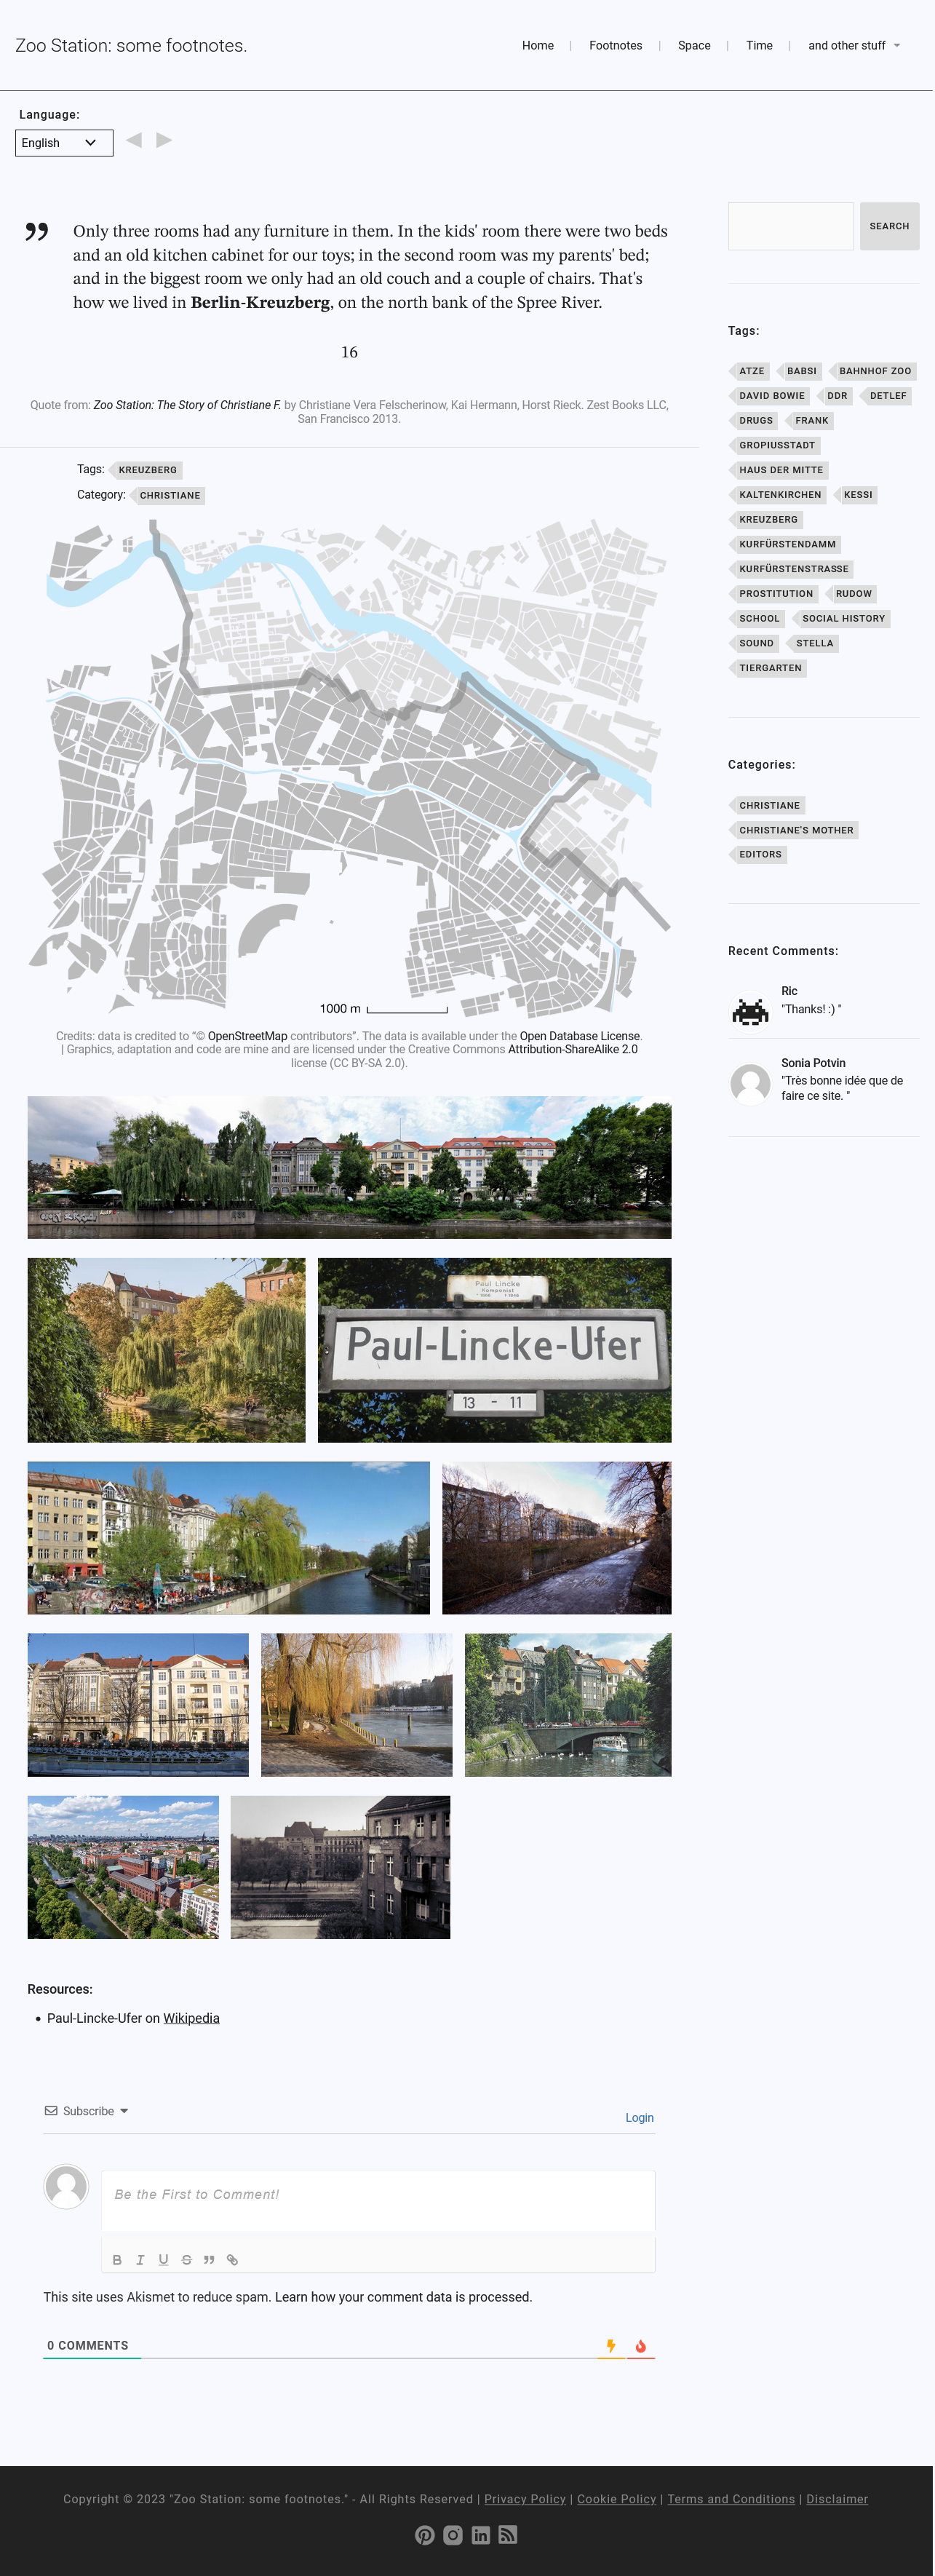 Zoo Station: some footnotes.
Home | Footnotes | Space | Time | and other stuff
Language:
English
” Only three rooms had any furniture in them. In the kids' room there were two beds
and an old kitchen cabinet for our toys; in the second room was my parents' bed;
and in the biggest room we only had an old couch and a couple of chairs. That's
how we lived in Berlin-Kreuzberg, on the north bank of the Spree River.
16
Quote from: Zoo Station: The Story of Christiane F. by Christiane Vera Felscherinow, Kai Hermann, Horst Rieck. Zest Books LLC,
San Francisco 2013.
Tags: KREUZBERG
Category: CHRISTIANE
1000 m
Credits: data is credited to “© OpenStreetMap contributors”. The data is available under the Open Database License.
| Graphics, adaptation and code are mine and are licensed under the Creative Commons Attribution-ShareAlike 2.0
license (CC BY-SA 2.0).
Paul Lincke
Komponist
Paul-Lincke-Ufer
13 - 11
Resources:
• Paul-Lincke-Ufer on Wikipedia
Subscribe
Login
Be the First to Comment!
B I U S ”
This site uses Akismet to reduce spam. Learn how your comment data is processed.
0 COMMENTS
SEARCH
Tags:
ATZE BABSI BAHNHOF ZOO
DAVID BOWIE DDR DETLEF
DRUGS FRANK
GROPIUSSTADT
HAUS DER MITTE
KALTENKIRCHEN KESSI
KREUZBERG
KURFÜRSTENDAMM
KURFÜRSTENSTRASSE
PROSTITUTION RUDOW
SCHOOL SOCIAL HISTORY
SOUND STELLA
TIERGARTEN
Categories:
CHRISTIANE
CHRISTIANE'S MOTHER
EDITORS
Recent Comments:
Ric
"Thanks! :) "
Sonia Potvin
"Très bonne idée que de
faire ce site. "
Copyright © 2023 "Zoo Station: some footnotes." - All Rights Reserved | Privacy Policy | Cookie Policy | Terms and Conditions | Disclaimer